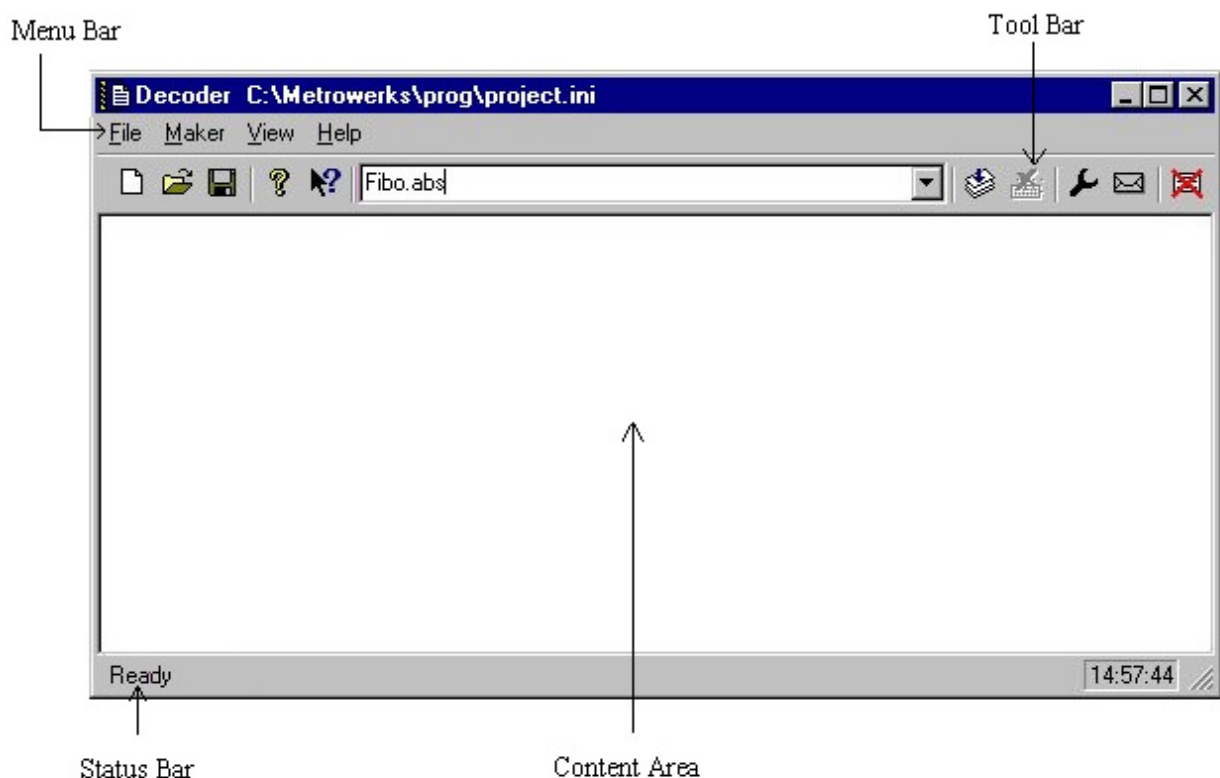 Tool Bar
Menu Bar
Decoder C:\Metrowerks\prog\project.ini
File Maker View Help
Fibo.abs
Ready
14:57:44
Status Bar
Content Area